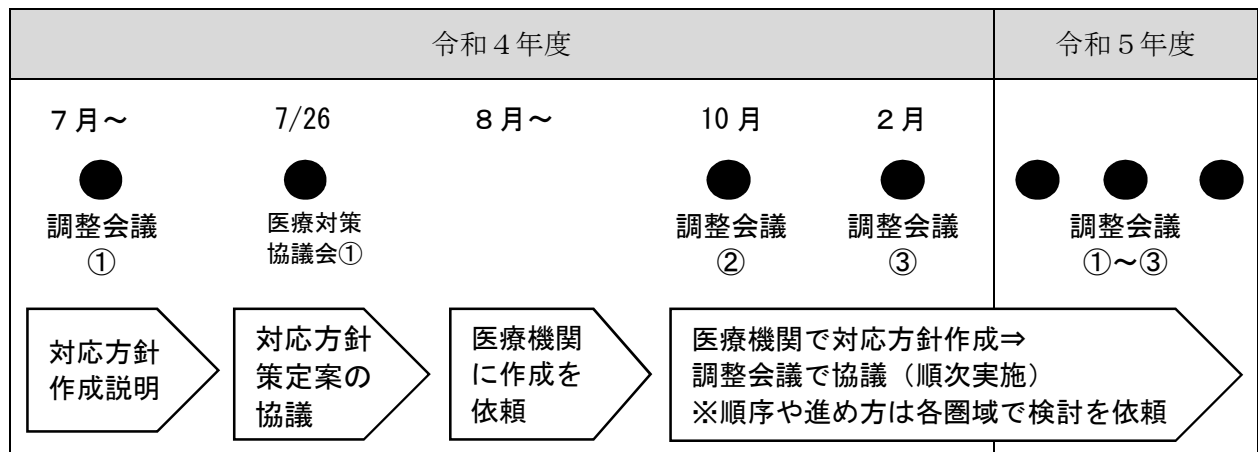 令和４年度
令和５年度
７月～
7/26
８月～
10 月
２月
調整会議
①
医療対策
協議会①
調整会議
②
調整会議
③
調整会議
①～③
対応方針
作成説明
対応方針
策定案の
協議
医療機関
に作成を
依頼
医療機関で対応方針作成⇒
調整会議で協議（順次実施）
※順序や進め方は各圏域で検討を依頼